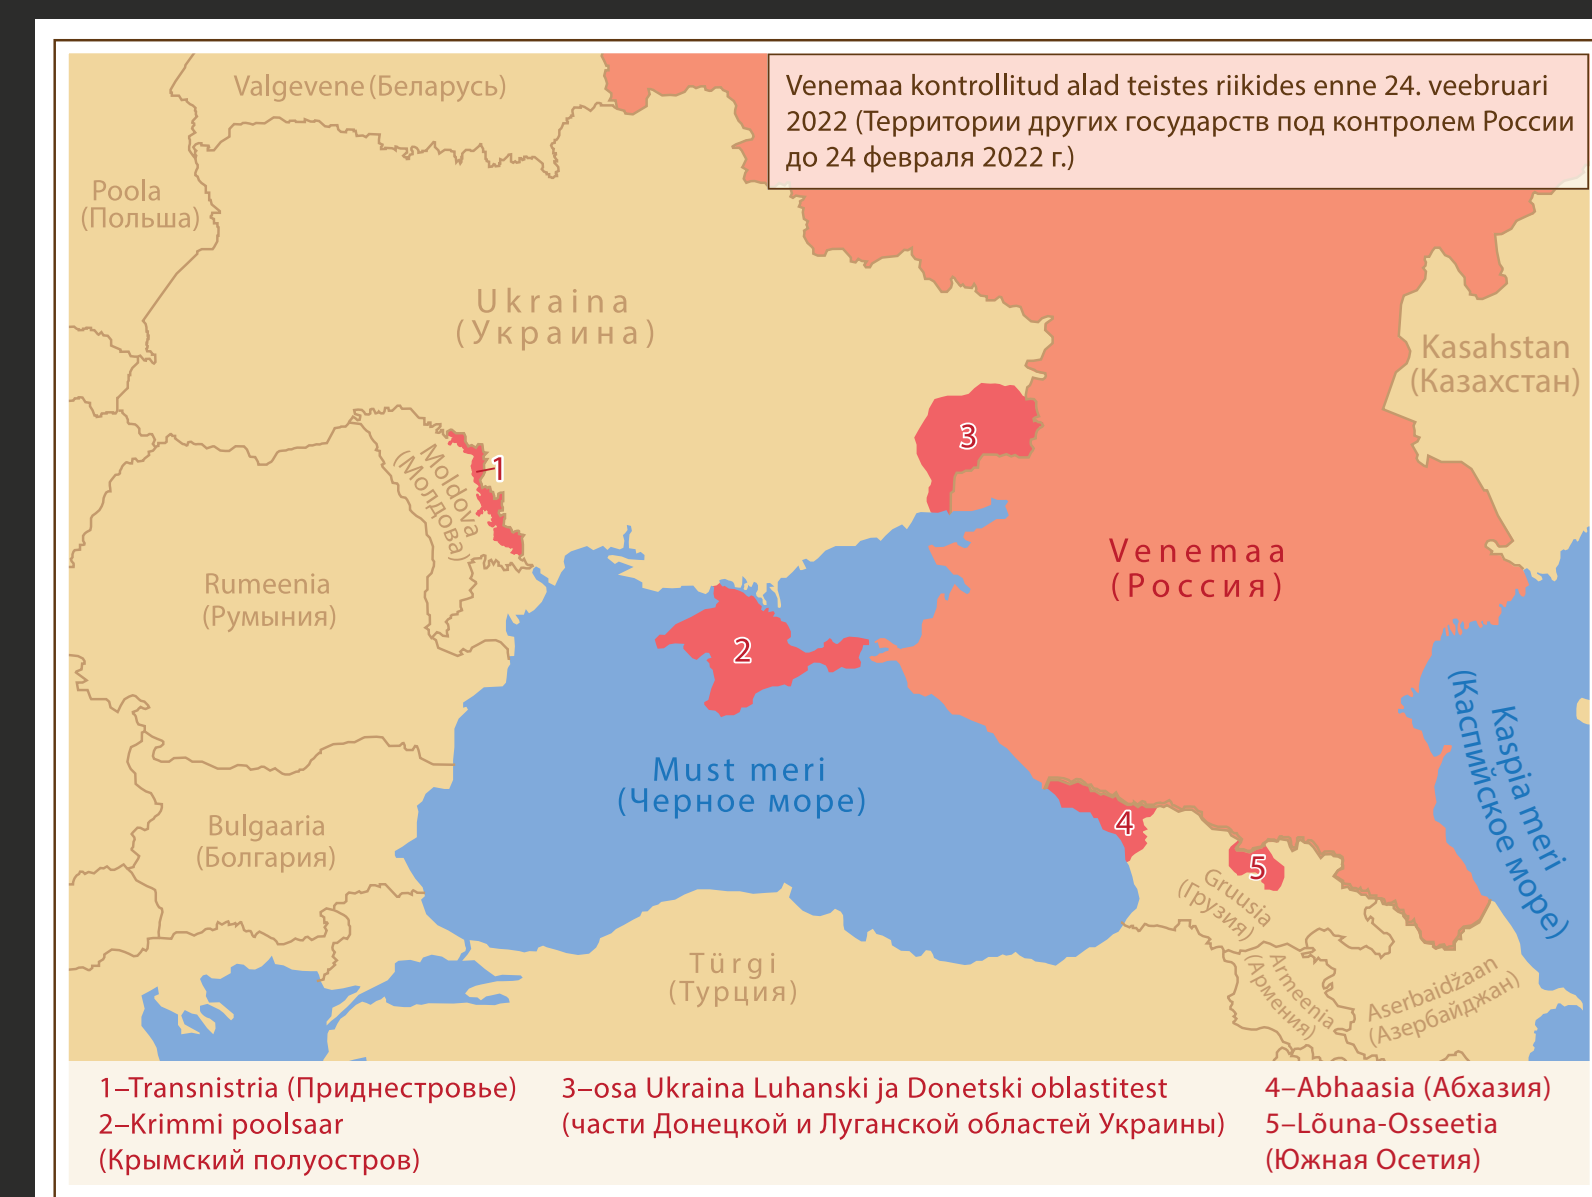 Venemaa kontrollitud alad teistes riikides enne 24. veebruari
2022 (Территории других государств под контролем России
до 24 февраля 2022 г.)
Valgevene (Беларусь)
Poola
(Польша)
Ukraina
(Украина)
Kasahstan
(Казахстан)
3
1
Moldova
(Молдова)
Venemaa
(Россия)
Rumeenia
(Румыния)
2
Must meri
(Черное море)
Kaspia meri
(Каспийское море)
Bulgaaria
(Болгария)
4
5
Gruusia
(Грузия)
Türgi
(Турция)
Armeenia
(Армения)
Aserbaidžaan
(Азербайджан)
1–Transnistria (Приднестровье)
2–Krimmi poolsaar
(Крымский полуостров)
3–osa Ukraina Luhanski ja Donetski oblastitest
(части Донецкой и Луганской областей Украины)
4–Abhaasia (Абхазия)
5–Lõuna-Osseetia
(Южная Осетия)